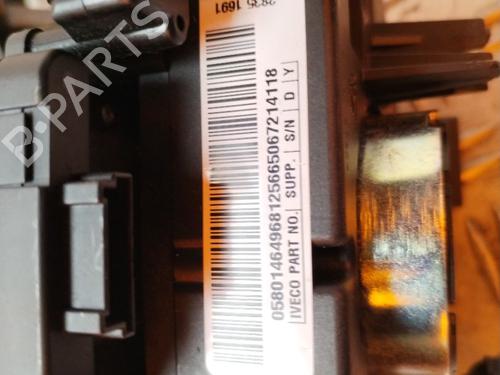 2835 1691
05801464968125665067214118
IVECO PART NO. SUPP. S/N D Y
B-PARTS